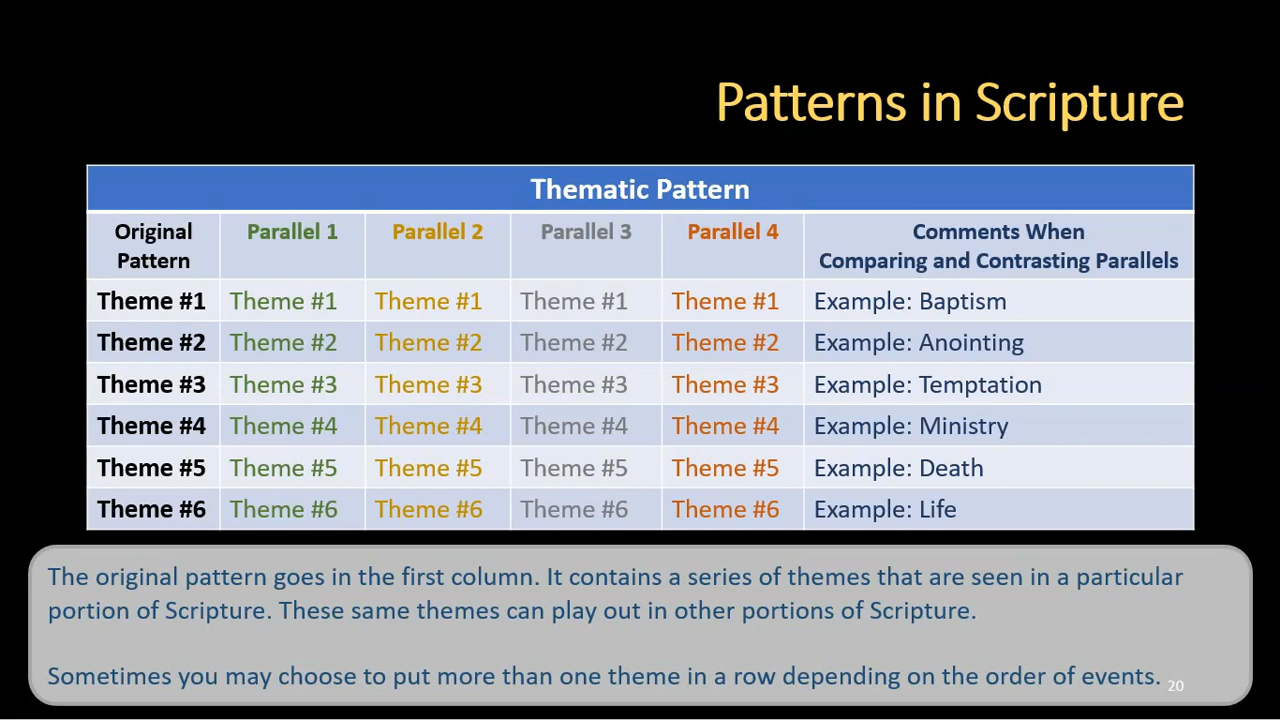 Patterns in Scripture
Thematic Pattern
Original Pattern Parallel 1 Parallel 2 Parallel 3 Parallel 4 Comments When Comparing and Contrasting Parallels
Theme #1 Theme #1 Theme #1 Theme #1 Theme #1 Example: Baptism
Theme #2 Theme #2 Theme #2 Theme #2 Theme #2 Example: Anointing
Theme #3 Theme #3 Theme #3 Theme #3 Theme #3 Example: Temptation
Theme #4 Theme #4 Theme #4 Theme #4 Theme #4 Example: Ministry
Theme #5 Theme #5 Theme #5 Theme #5 Theme #5 Example: Death
Theme #6 Theme #6 Theme #6 Theme #6 Theme #6 Example: Life
The original pattern goes in the first column. It contains a series of themes that are seen in a particular
portion of Scripture. These same themes can play out in other portions of Scripture.
Sometimes you may choose to put more than one theme in a row depending on the order of events.
20